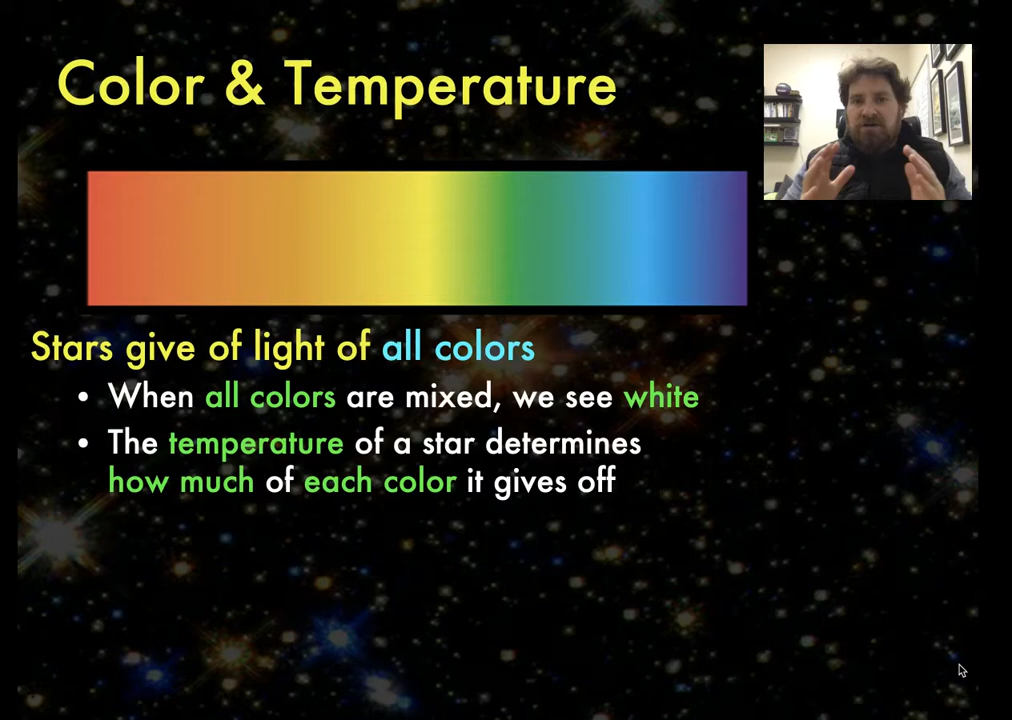 Color & Temperature
Stars give of light of all colors
• When all colors are mixed, we see white
• The temperature of a star determines
how much of each color it gives off